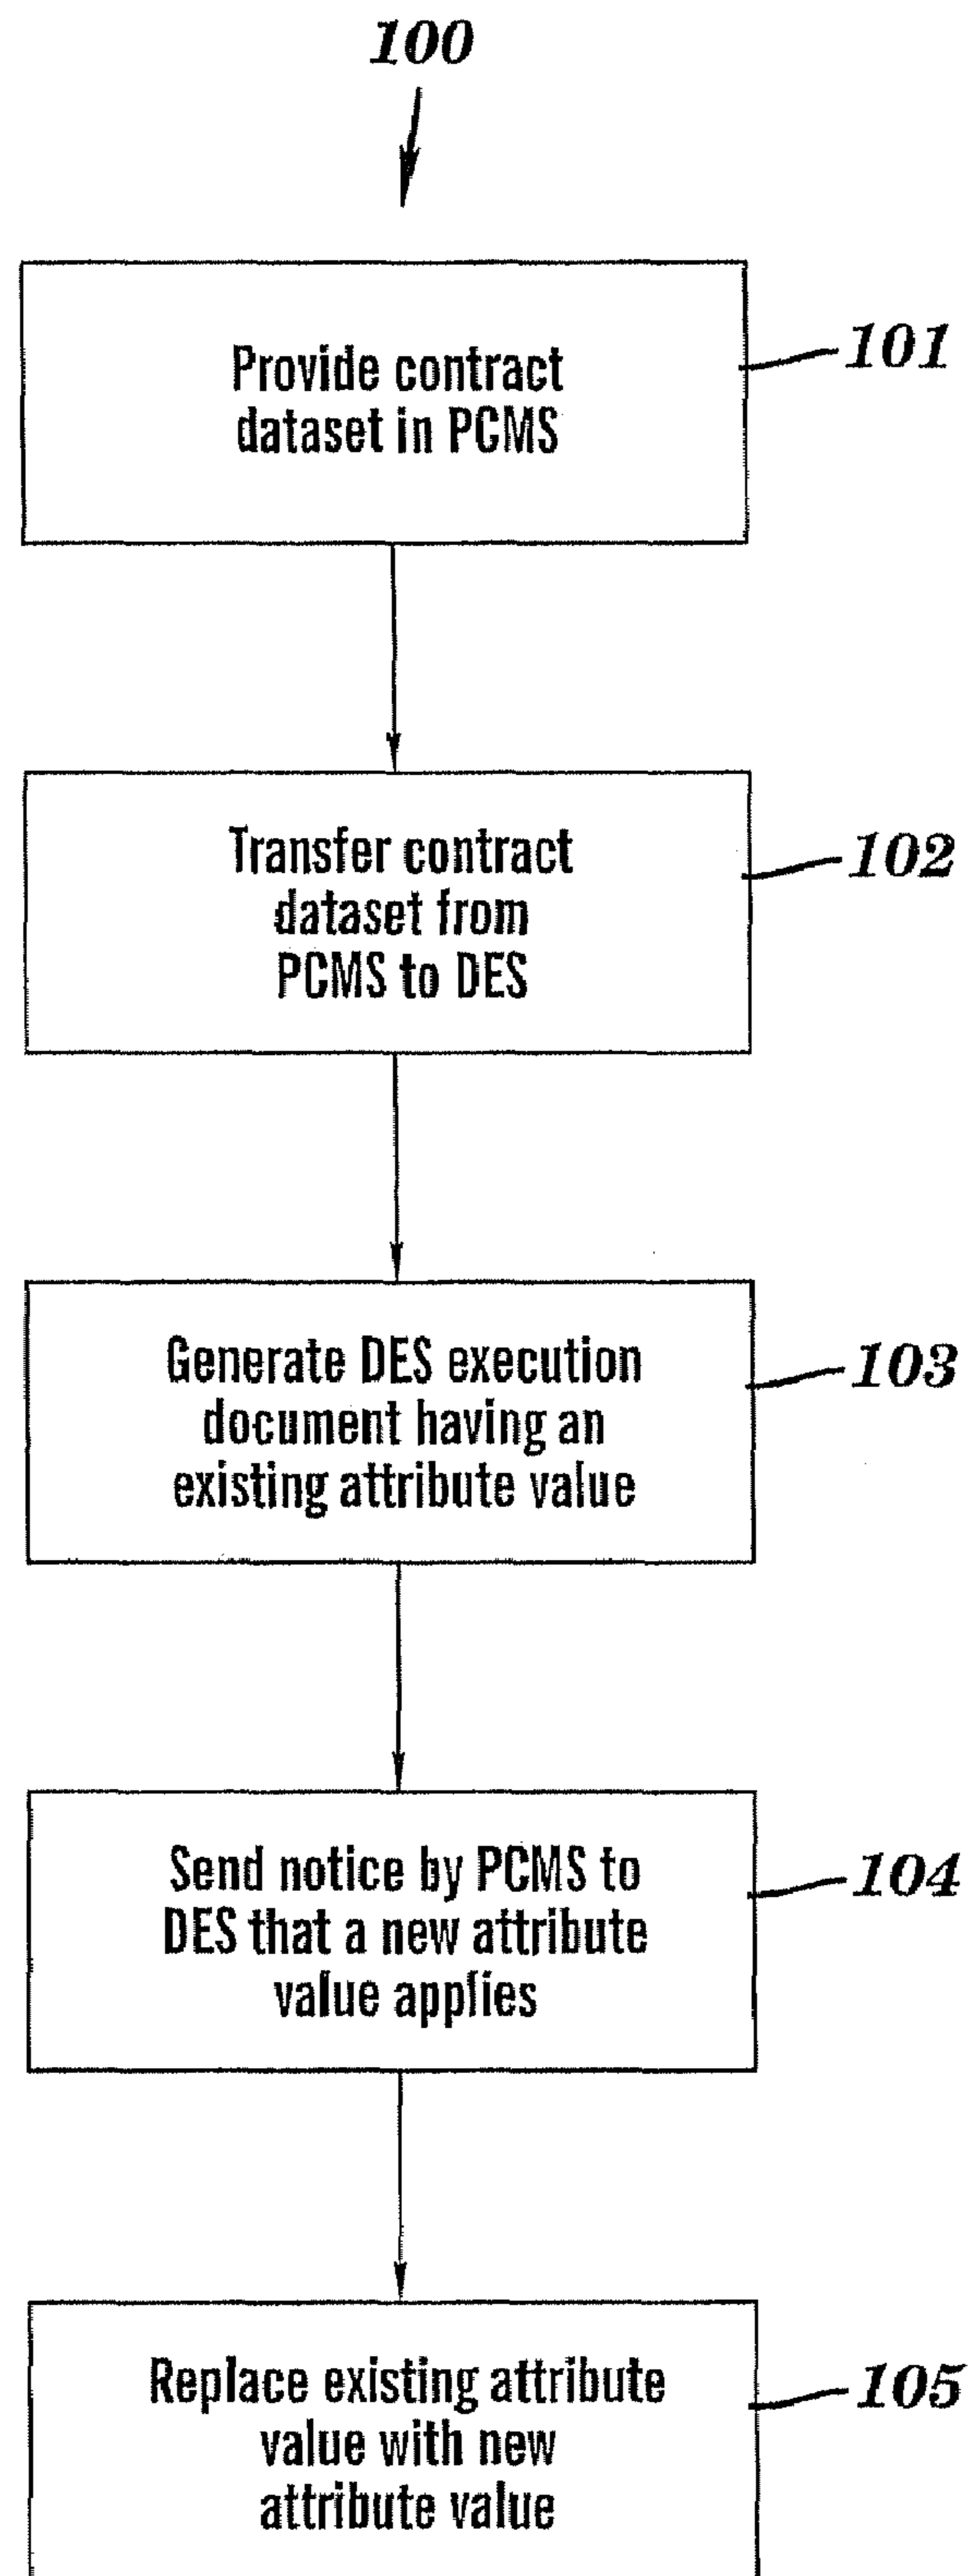 100
Provide contract
dataset in PCMS
101
Transfer contract
dataset from
PCMS to DES
102
Generate DES execution
document having an
existing attribute value
103
Send notice by PCMS to
DES that a new attribute
value applies
104
Replace existing attribute
value with new
attribute value
105